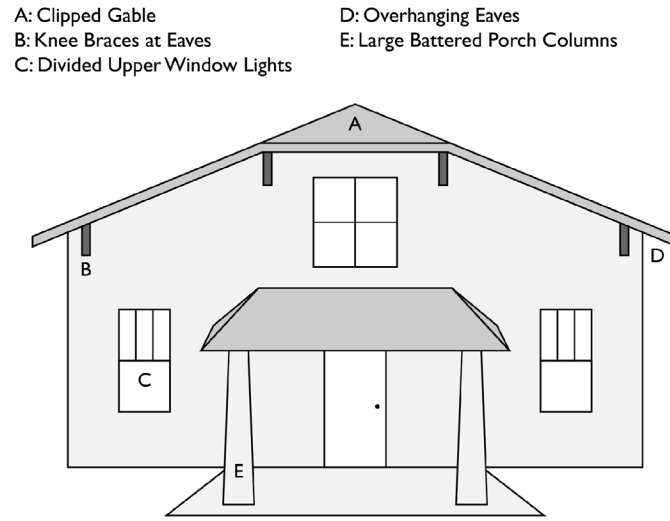 A: Clipped Gable
B: Knee Braces at Eaves
C: Divided Upper Window Lights
D: Overhanging Eaves
E: Large Battered Porch Columns
A
B
D
C
E